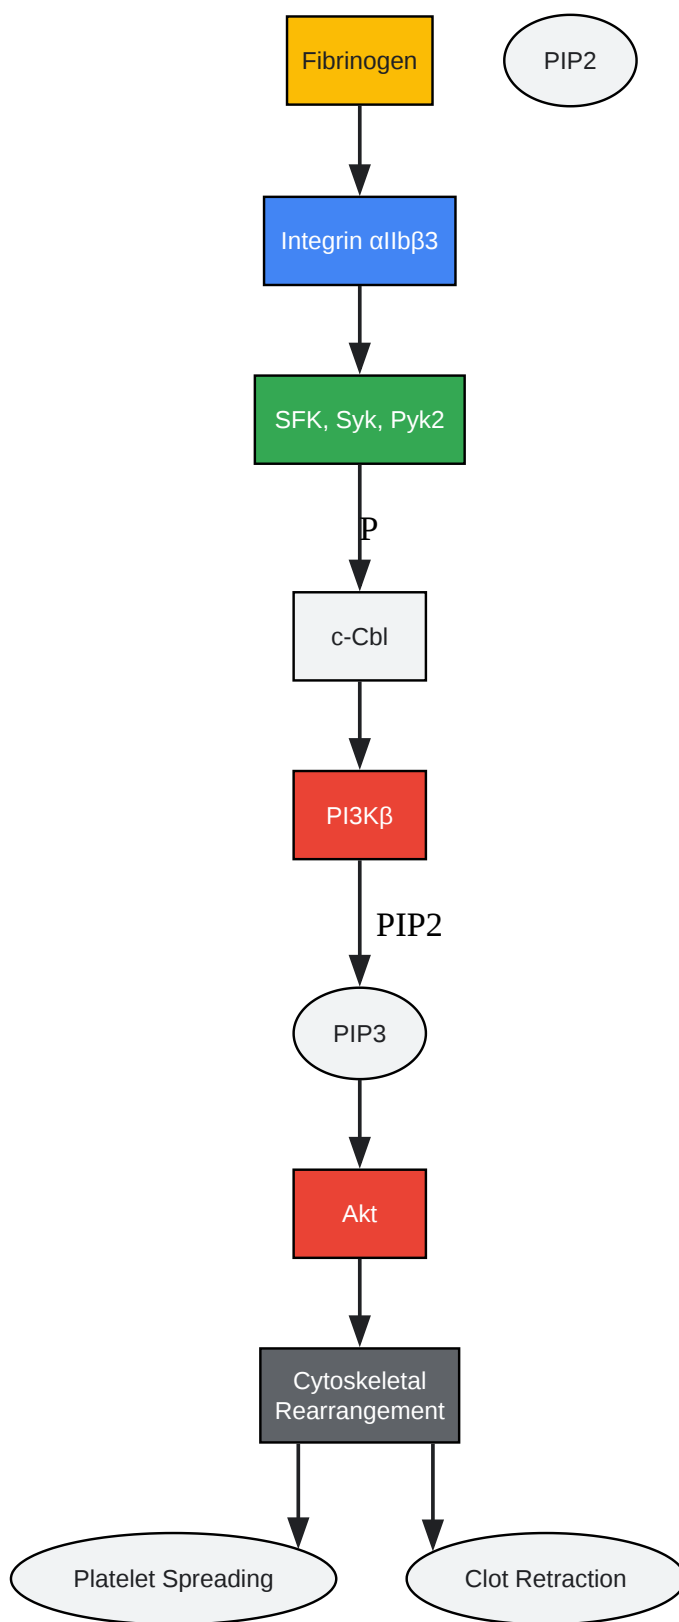 Fibrinogen
PIP2
Integrin αIIbβ3
SFK, Syk, Pyk2
P
c-Cbl
PI3Kβ
PIP2
PIP3
Akt
Cytoskeletal
Rearrangement
Platelet Spreading
Clot Retraction